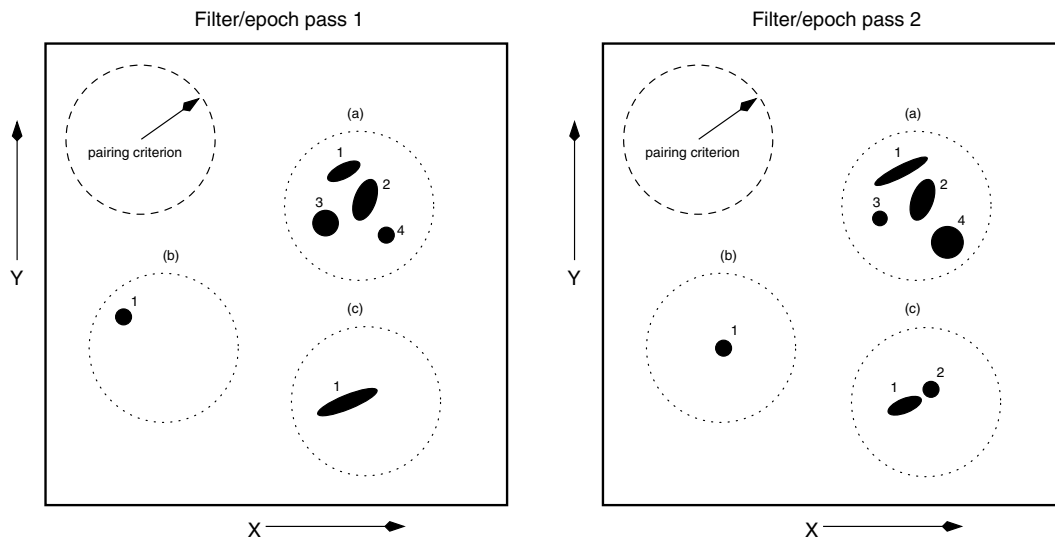 Filter/epoch pass 1
pairing criterion
(a)
1
2
3
4
(b)
1
(c)
1
Y
X
Filter/epoch pass 2
pairing criterion
(a)
1
2
3
4
(b)
1
(c)
1
2
Y
X